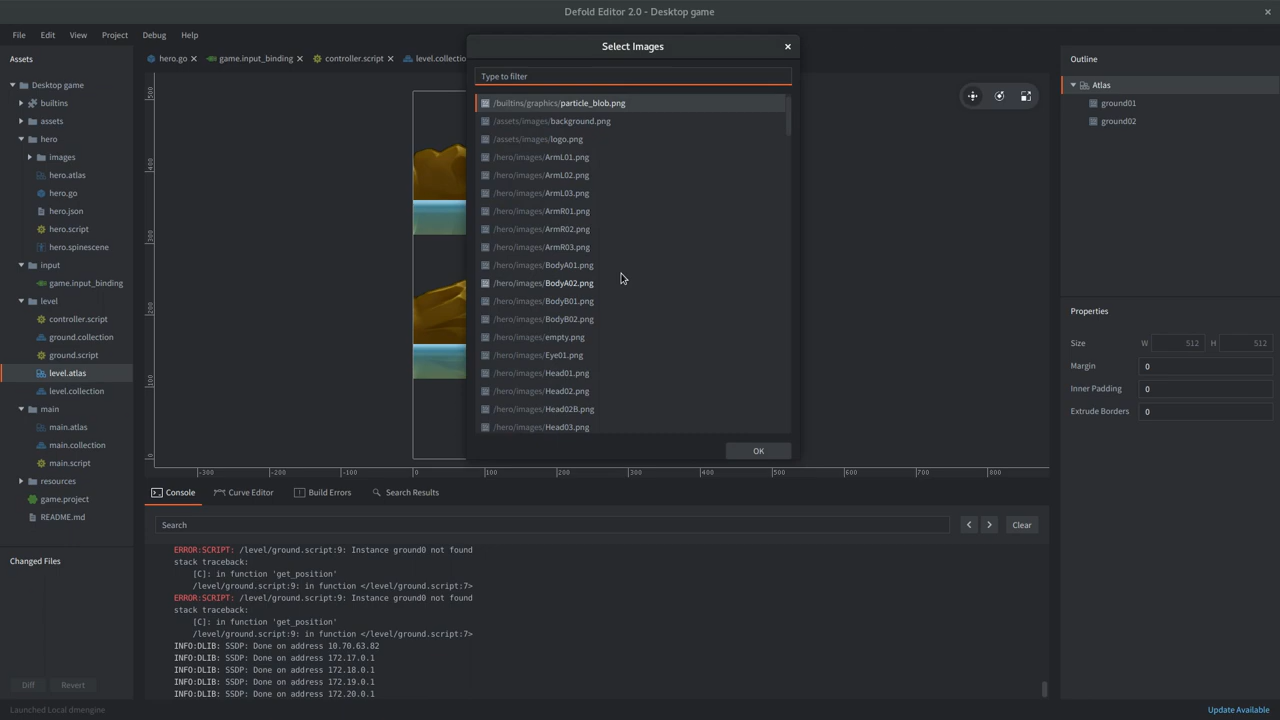 Defold Editor 2.0 - Desktop game
File Edit View Project Debug Help
Assets
Desktop game
builtins
assets
hero
images
hero.atlas
hero.go
hero.json
hero.script
hero.spinescene
input
game.input_binding
level
controller.script
ground.collection
ground.script
level.atlas
level.collection
main
main.atlas
main.collection
main.script
resources
game.project
README.md
Changed Files
Diff Revert
Launched Local dmengine
hero.go game.input_binding controller.script level.collectio
500
400
300
200
100
0
-300 -200 -100 0 100 200 300 400 500 600 700 800
Select Images
Type to filter
/builtins/graphics/particle_blob.png
/assets/images/background.png
/assets/images/logo.png
/hero/images/ArmL01.png
/hero/images/ArmL02.png
/hero/images/ArmL03.png
/hero/images/ArmR01.png
/hero/images/ArmR02.png
/hero/images/ArmR03.png
/hero/images/BodyA01.png
/hero/images/BodyA02.png
/hero/images/BodyB01.png
/hero/images/BodyB02.png
/hero/images/empty.png
/hero/images/Eye01.png
/hero/images/Head01.png
/hero/images/Head02.png
/hero/images/Head02B.png
/hero/images/Head03.png
OK
Console Curve Editor Build Errors Search Results
Search
Clear
ERROR:SCRIPT: /level/ground.script:9: Instance ground0 not found
stack traceback:
[C]: in function 'get_position'
/level/ground.script:9: in function </level/ground.script:7>
ERROR:SCRIPT: /level/ground.script:9: Instance ground0 not found
stack traceback:
[C]: in function 'get_position'
/level/ground.script:9: in function </level/ground.script:7>
INFO:DLIB: SSDP: Done on address 10.70.63.82
INFO:DLIB: SSDP: Done on address 172.17.0.1
INFO:DLIB: SSDP: Done on address 172.18.0.1
INFO:DLIB: SSDP: Done on address 172.19.0.1
INFO:DLIB: SSDP: Done on address 172.20.0.1
Outline
Atlas
ground01
ground02
Properties
Size W 512 H 512
Margin 0
Inner Padding 0
Extrude Borders 0
Update Available